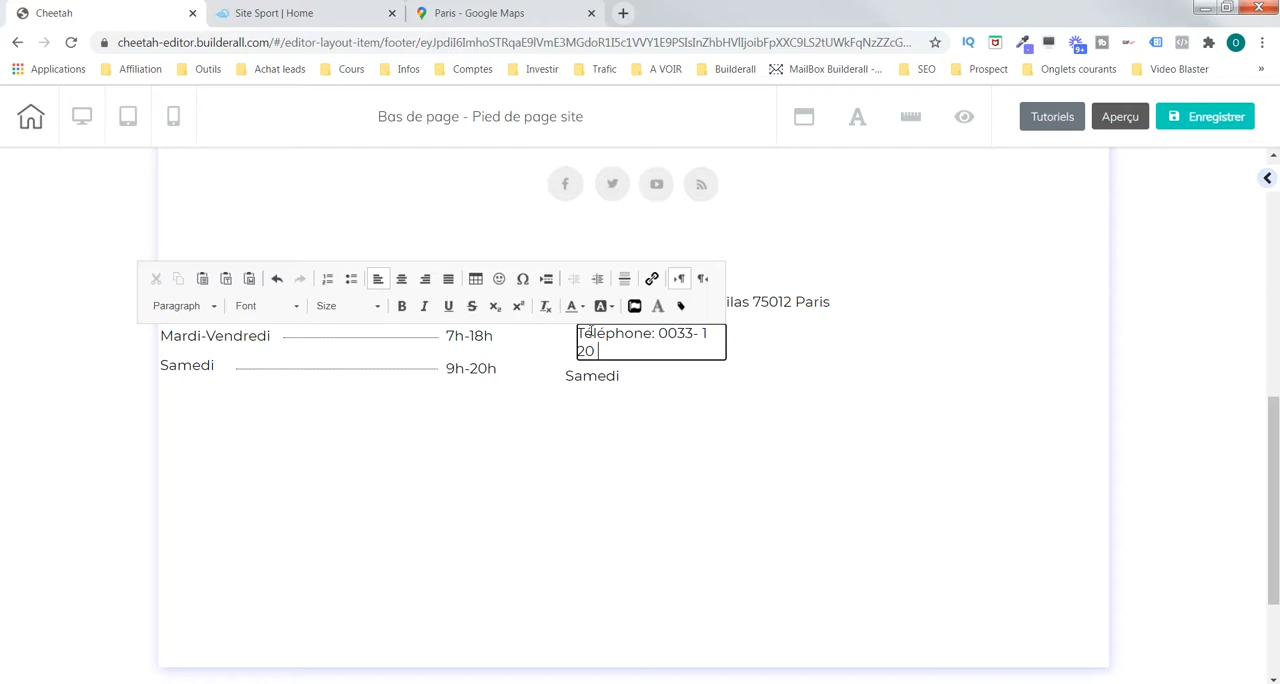 Cheetah
Site Sport | Home
Paris - Google Maps
cheetah-editor.builderall.com/#/editor-layout-item/footer/
Applications
Affiliation
Outils
Achat leads
Cours
Infos
Comptes
Investir
Trafic
A VOIR
Builderall
MailBox Builderall -...
SEO
Prospect
Onglets courants
Video Blaster
»
Bas de page - Pied de page site
Tutoriels
Aperçu
Enregistrer
Paragraph
Font
Size
ilas 75012 Paris
Mardi-Vendredi
7h-18h
Téléphone: 0033- 1
20
Samedi
9h-20h
Samedi